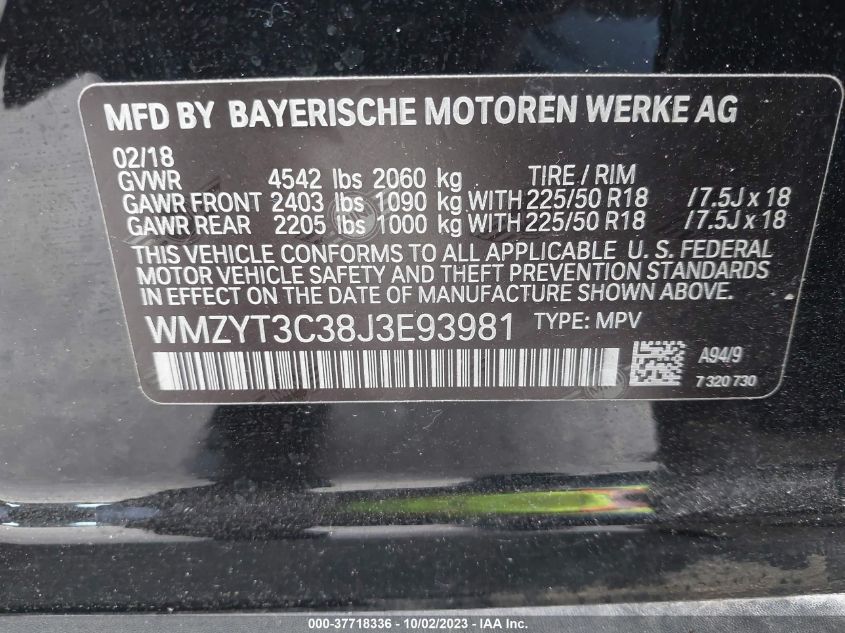 MFD BY BAYERISCHE MOTOREN WERKE AG
02/18
GVWR 4542 lbs 2060 kg TIRE / RIM
GAWR FRONT 2403 lbs 1090 kg WITH 225/50 R18 /7.5J x 18
GAWR REAR 2205 lbs 1000 kg WITH 225/50 R18 /7.5J x 18
THIS VEHICLE CONFORMS TO ALL APPLICABLE U. S. FEDERAL
MOTOR VEHICLE SAFETY AND THEFT PREVENTION STANDARDS
IN EFFECT ON THE DATE OF MANUFACTURE SHOWN ABOVE.
WMZYT3C38J3E93981 TYPE: MPV
A94/9
7 320 730
000-37718336 - 10/02/2023 - IAA Inc.